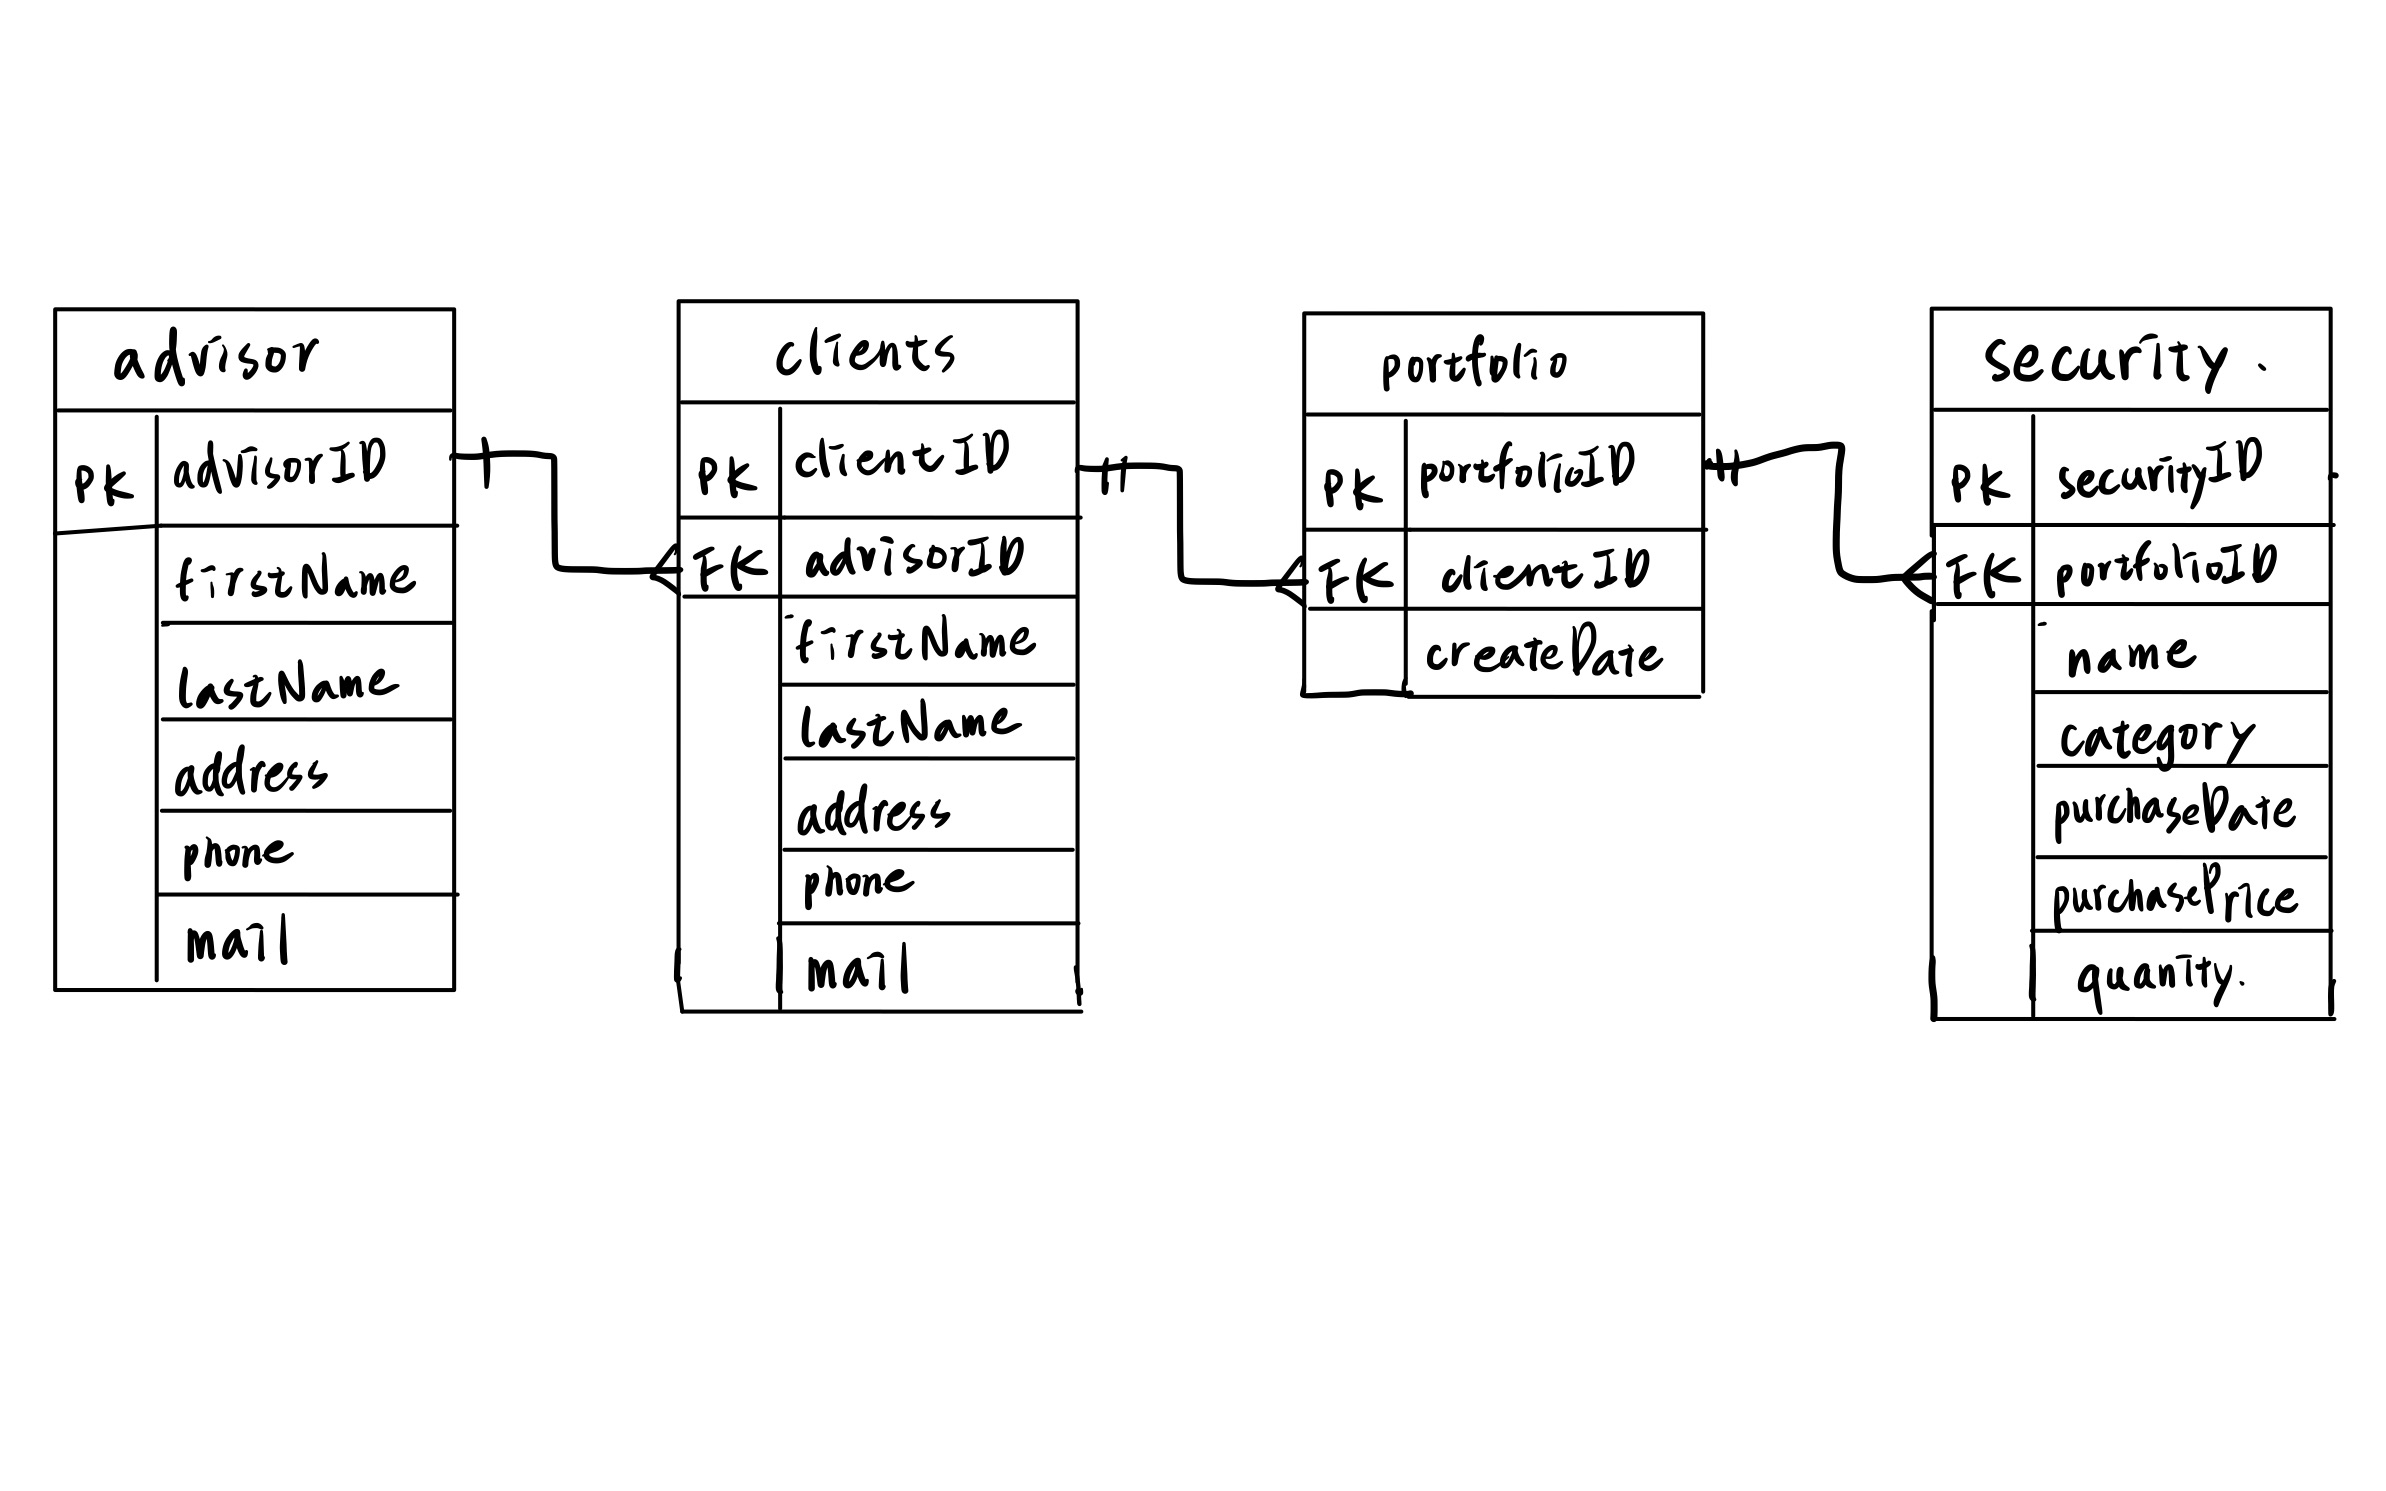 advisor
PK advisorID
firstName
lastName
address
phone
mail
clients
PK clientID
FK advisorID
firstName
lastName
address
phone
mail
portfolio
PK portfolioID
FK clientID
createDate
security.
PK securityID
FK portfolioID
name
category
purchaseDate
purchasePrice
quanity.